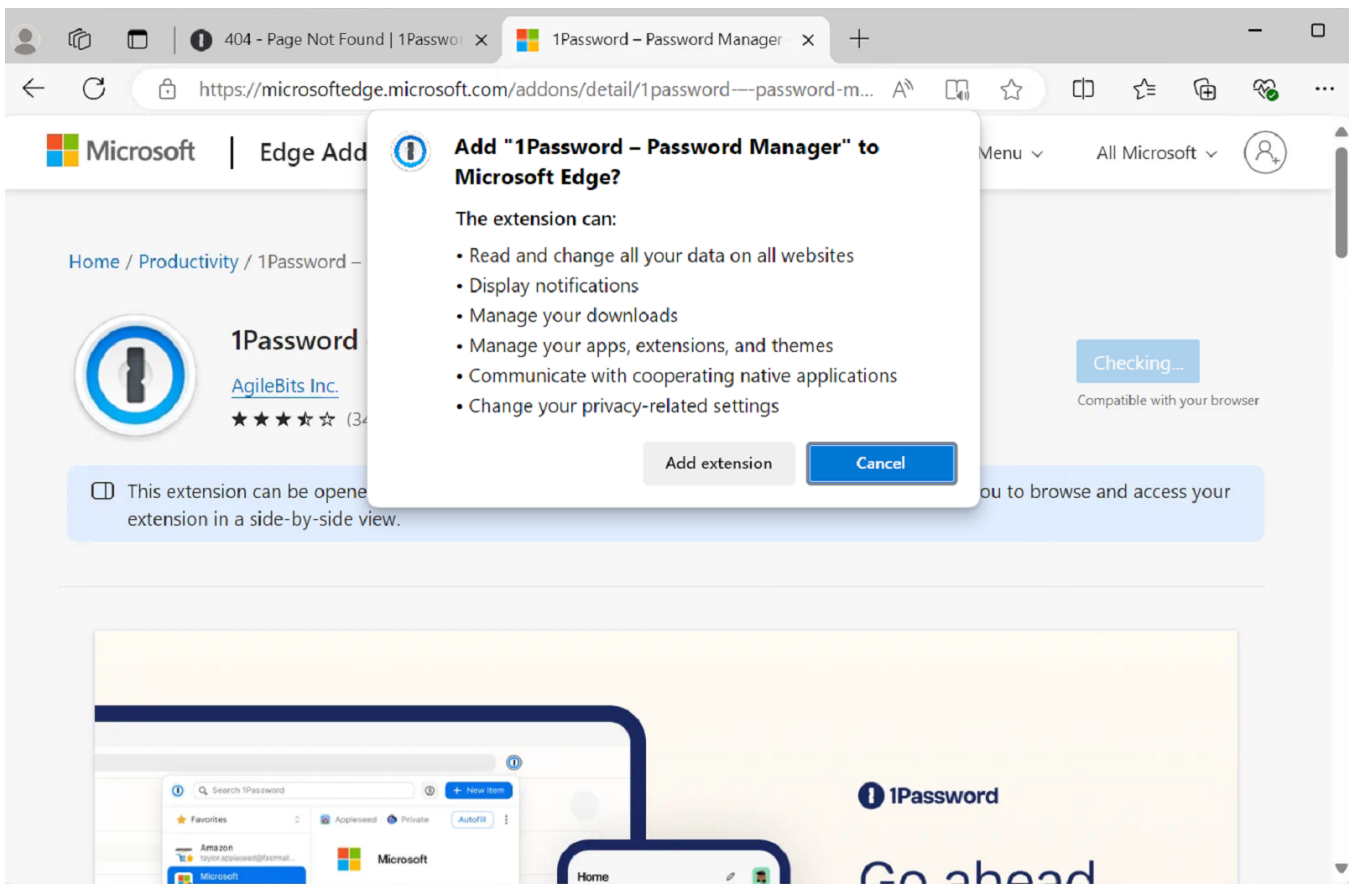 404 - Page Not Found | 1Passwor
1Password – Password Manager
https://microsoftedge.microsoft.com/addons/detail/1password-–-password-m...
Microsoft | Edge Add
Menu
All Microsoft
Add "1Password – Password Manager" to
Microsoft Edge?
The extension can:
• Read and change all your data on all websites
• Display notifications
• Manage your downloads
• Manage your apps, extensions, and themes
• Communicate with cooperating native applications
• Change your privacy-related settings
Add extension
Cancel
Home / Productivity / 1Password –
1Password
AgileBits Inc.
(34
Checking...
Compatible with your browser
This extension can be opene
ou to browse and access your
extension in a side-by-side view.
Search 1Password
+ New Item
Favorites
Appleseed
Private
Autofill
Amazon
taylor.appleseed@fastmail...
Microsoft
Microsoft
Home
1Password
Go ahead